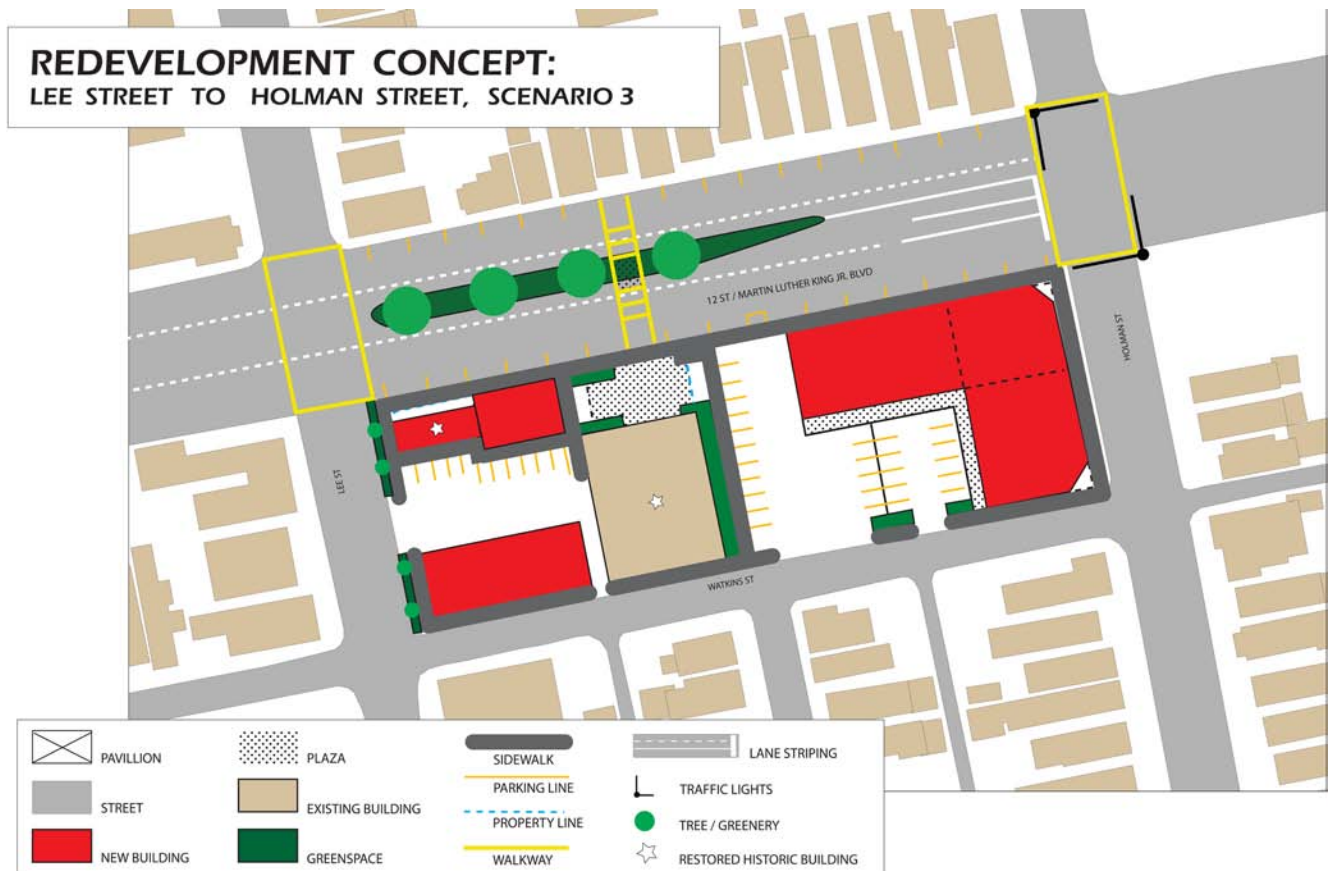 REDEVELOPMENT CONCEPT:
LEE STREET TO HOLMAN STREET, SCENARIO 3
12 ST / MARTIN LUTHER KING JR. BLVD
HOLMAN ST
LEE ST
WATKINS ST
PAVILLION
PLAZA
SIDEWALK
LANE STRIPING
STREET
EXISTING BUILDING
PARKING LINE
TRAFFIC LIGHTS
PROPERTY LINE
TREE / GREENERY
NEW BUILDING
GREENSPACE
WALKWAY
RESTORED HISTORIC BUILDING